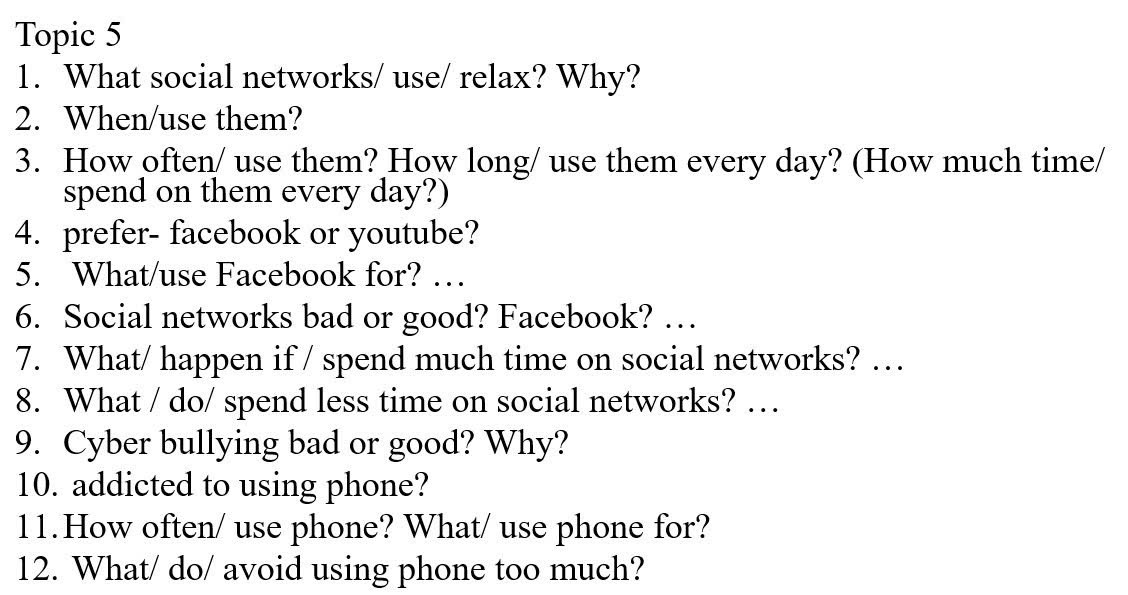 Topic 5
1. What social networks/ use/ relax? Why?
2. When/use them?
3. How often/ use them? How long/ use them every day? (How much time/
spend on them every day?)
4. prefer- facebook or youtube?
5. What/use Facebook for? …
6. Social networks bad or good? Facebook? …
7. What/ happen if / spend much time on social networks? …
8. What / do/ spend less time on social networks? …
9. Cyber bullying bad or good? Why?
10. addicted to using phone?
11. How often/ use phone? What/ use phone for?
12. What/ do/ avoid using phone too much?